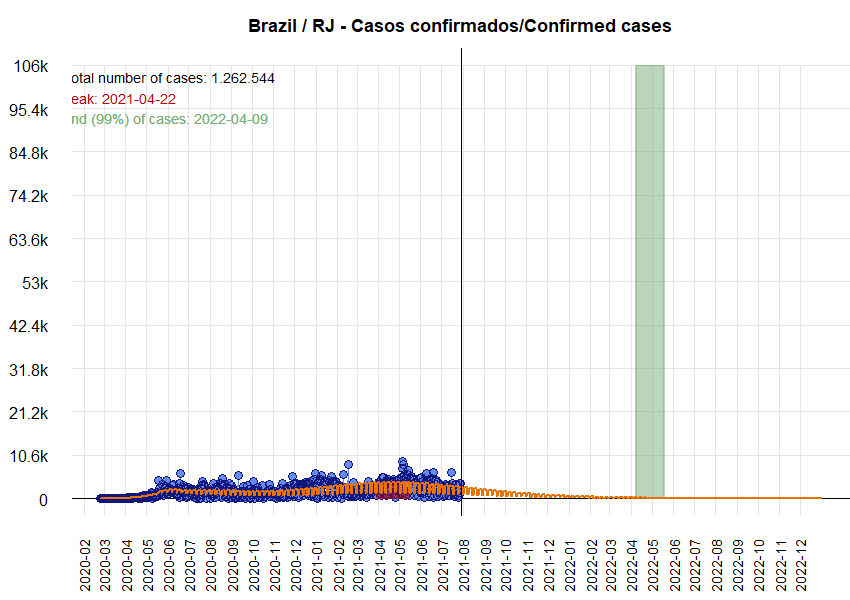 Brazil / RJ - Casos confirmados/Confirmed cases
106k
otal number of cases: 1.262.544
eak: 2021-04-22
95.4k
nd (99%) of cases: 2022-04-09
84.8k
74.2k
63.6k
53k
42.4k
31.8k
21.2k
10.6k
0
2020-02
2020-03
2020-04
2020-05
2020-06
2020-07
2020-08
2020-09
2020-10
2020-11
2020-12
2021-01
2021-02
2021-03
2021-04
2021-05
2021-06
2021-07
2021-08
2021-09
2021-10
2021-11
2021-12
2022-01
2022-02
2022-03
2022-04
2022-05
2022-06
2022-07
2022-08
2022-09
2022-10
2022-11
2022-12